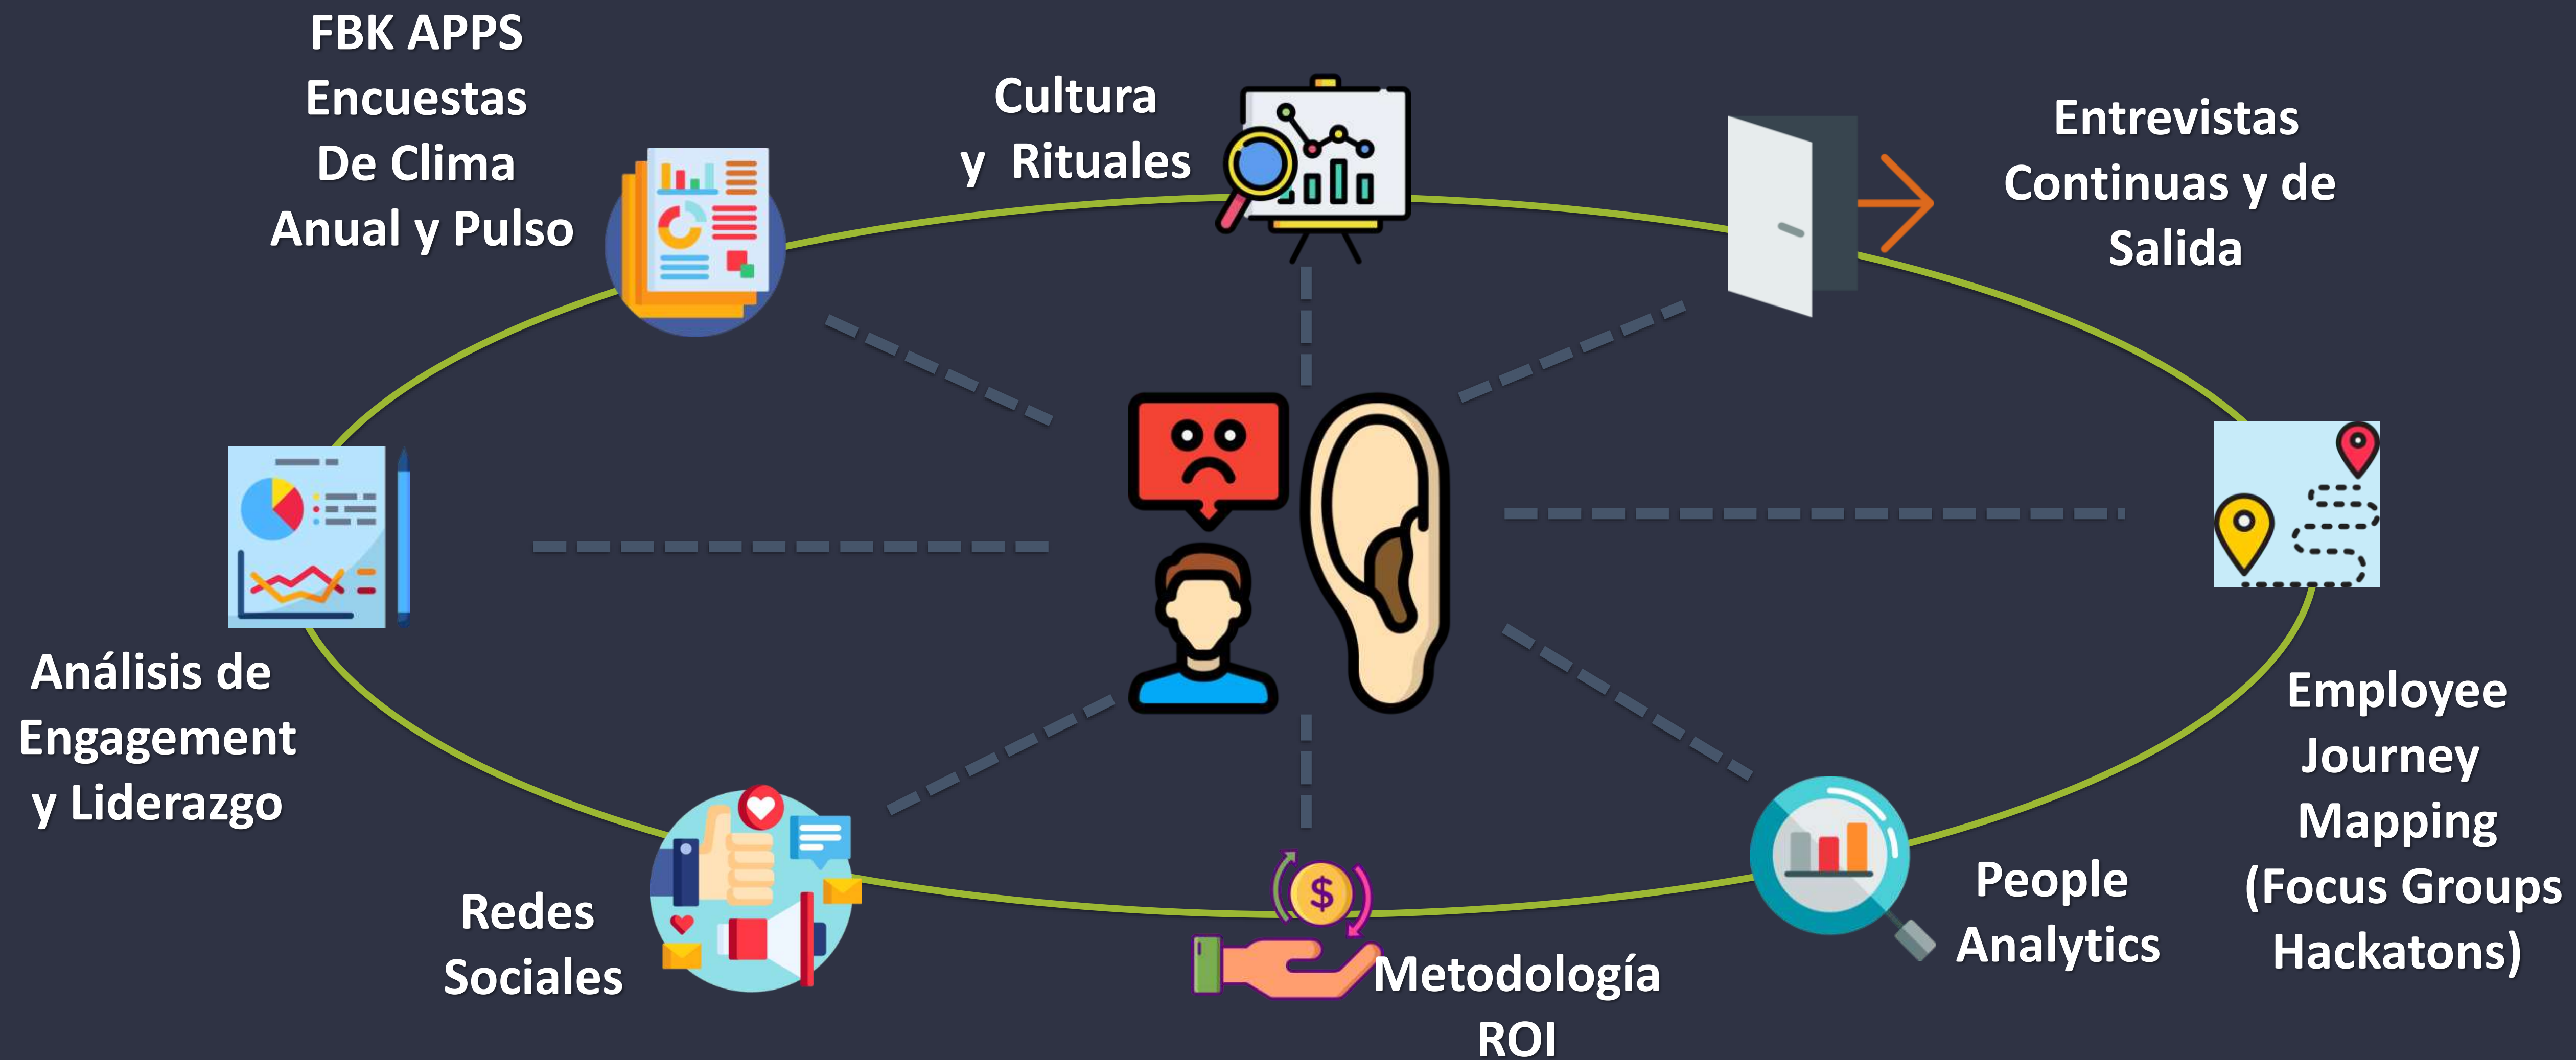 FBK APPS
Encuestas
De Clima
Anual y Pulso
Cultura
y Rituales
Entrevistas
Continuas y de
Salida
Análisis de
Engagement
y Liderazgo
Employee
Journey
Mapping
(Focus Groups
Hackatons)
Redes
Sociales
$
Metodología
ROI
People
Analytics